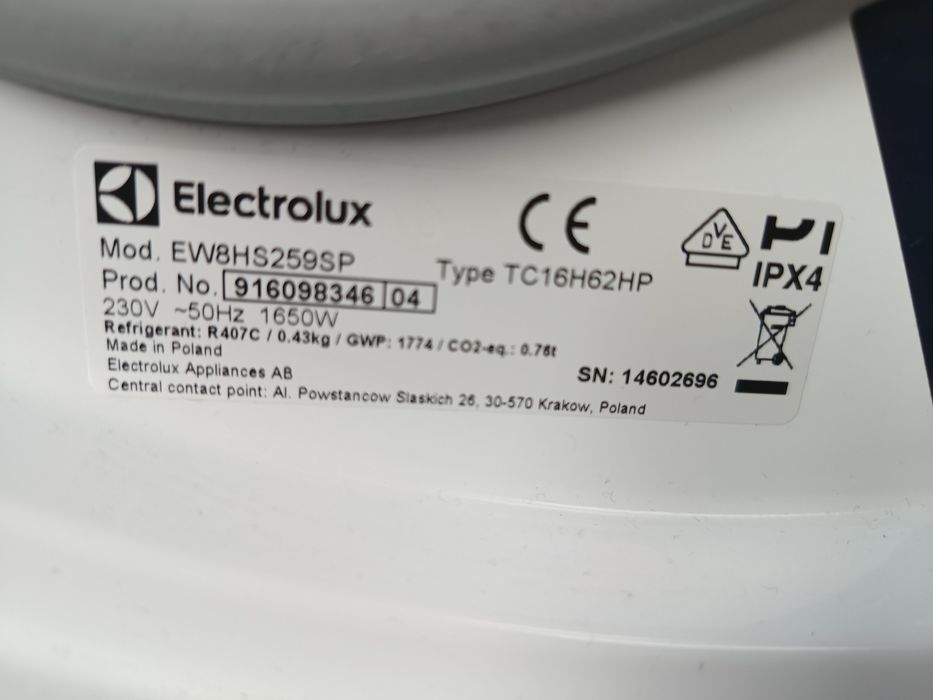 Electrolux
Mod. EW8HS259SP
Type TC16H62HP
Prod. No. 916098346 04
230V ~50Hz 1650W
Refrigerant: R407C / 0.43kg / GWP: 1774 / CO2-eq.: 0.76t
Made in Poland
Electrolux Appliances AB
Central contact point: Al. Powstancow Slaskich 26, 30-570 Krakow, Poland
CE
DVE
IPX4
SN: 14602696